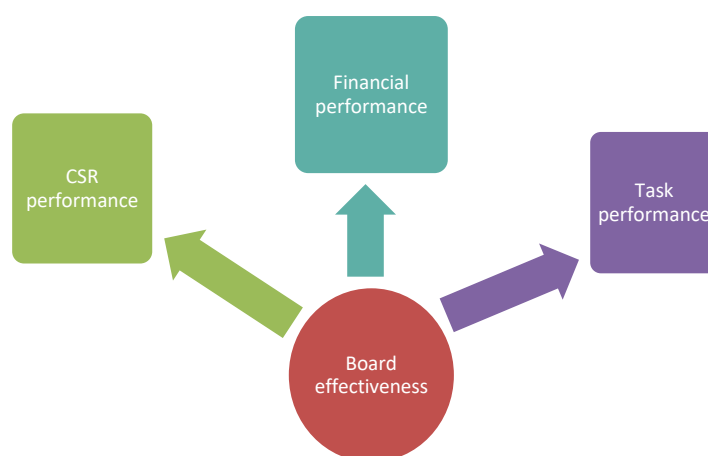 Financial
performance
CSR
performance
Task
performance
Board
effectiveness